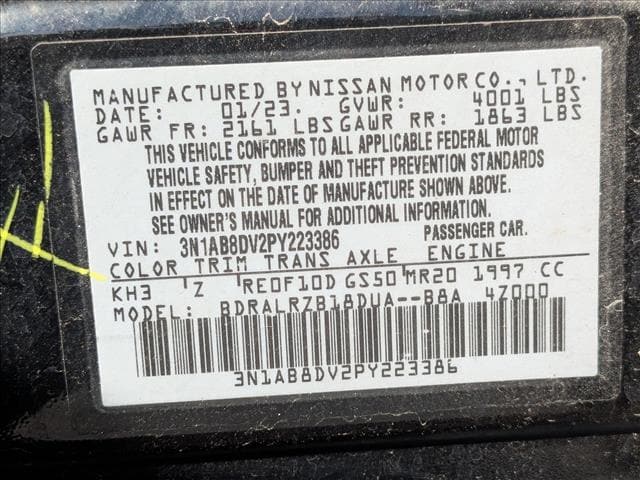 MANUFACTURED BY NISSAN MOTOR CO., LTD.
DATE: 01/23. GVWR: 4001 LBS
GAWR FR: 2161 LBS GAWR RR: 1863 LBS
THIS VEHICLE CONFORMS TO ALL APPLICABLE FEDERAL MOTOR
VEHICLE SAFETY, BUMPER AND THEFT PREVENTION STANDARDS
IN EFFECT ON THE DATE OF MANUFACTURE SHOWN ABOVE.
SEE OWNER'S MANUAL FOR ADDITIONAL INFORMATION.
VIN: 3N1AB8DV2PY223386 PASSENGER CAR.
COLOR TRIM TRANS AXLE ENGINE
KH3 Z RE0F10D GS50 MR20 1997 CC
MODEL: BDRALRZB18DUA--B8A 4Z000
3N1AB8DV2PY223386